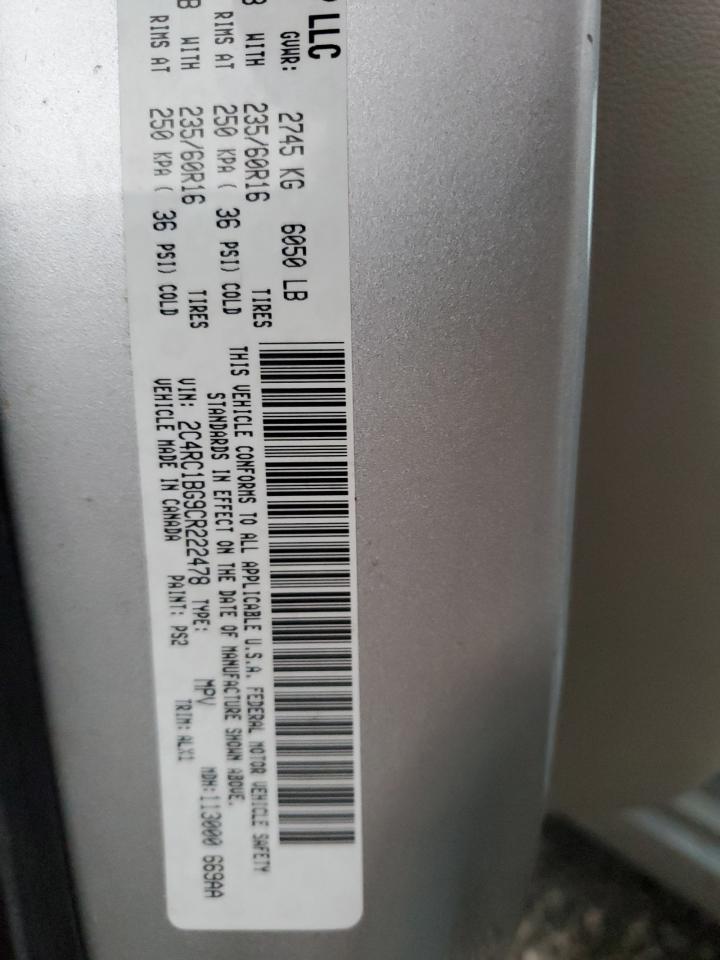 P LLC
GVWR: 2745 KG 6050 LB
B WITH 235/60R16 TIRES
RIMS AT 250 KPA ( 36 PSI) COLD
B WITH 235/60R16 TIRES
RIMS AT 250 KPA ( 36 PSI) COLD
THIS VEHICLE CONFORMS TO ALL APPLICABLE U.S.A. FEDERAL MOTOR VEHICLE SAFETY
STANDARDS IN EFFECT ON THE DATE OF MANUFACTURE SHOWN ABOVE.
VIN: 2C4RC1BG9CR222478 TYPE: MPV MDH:113000 669AA
VEHICLE MADE IN CANADA PAINT: PS2 TRIM: ALX1